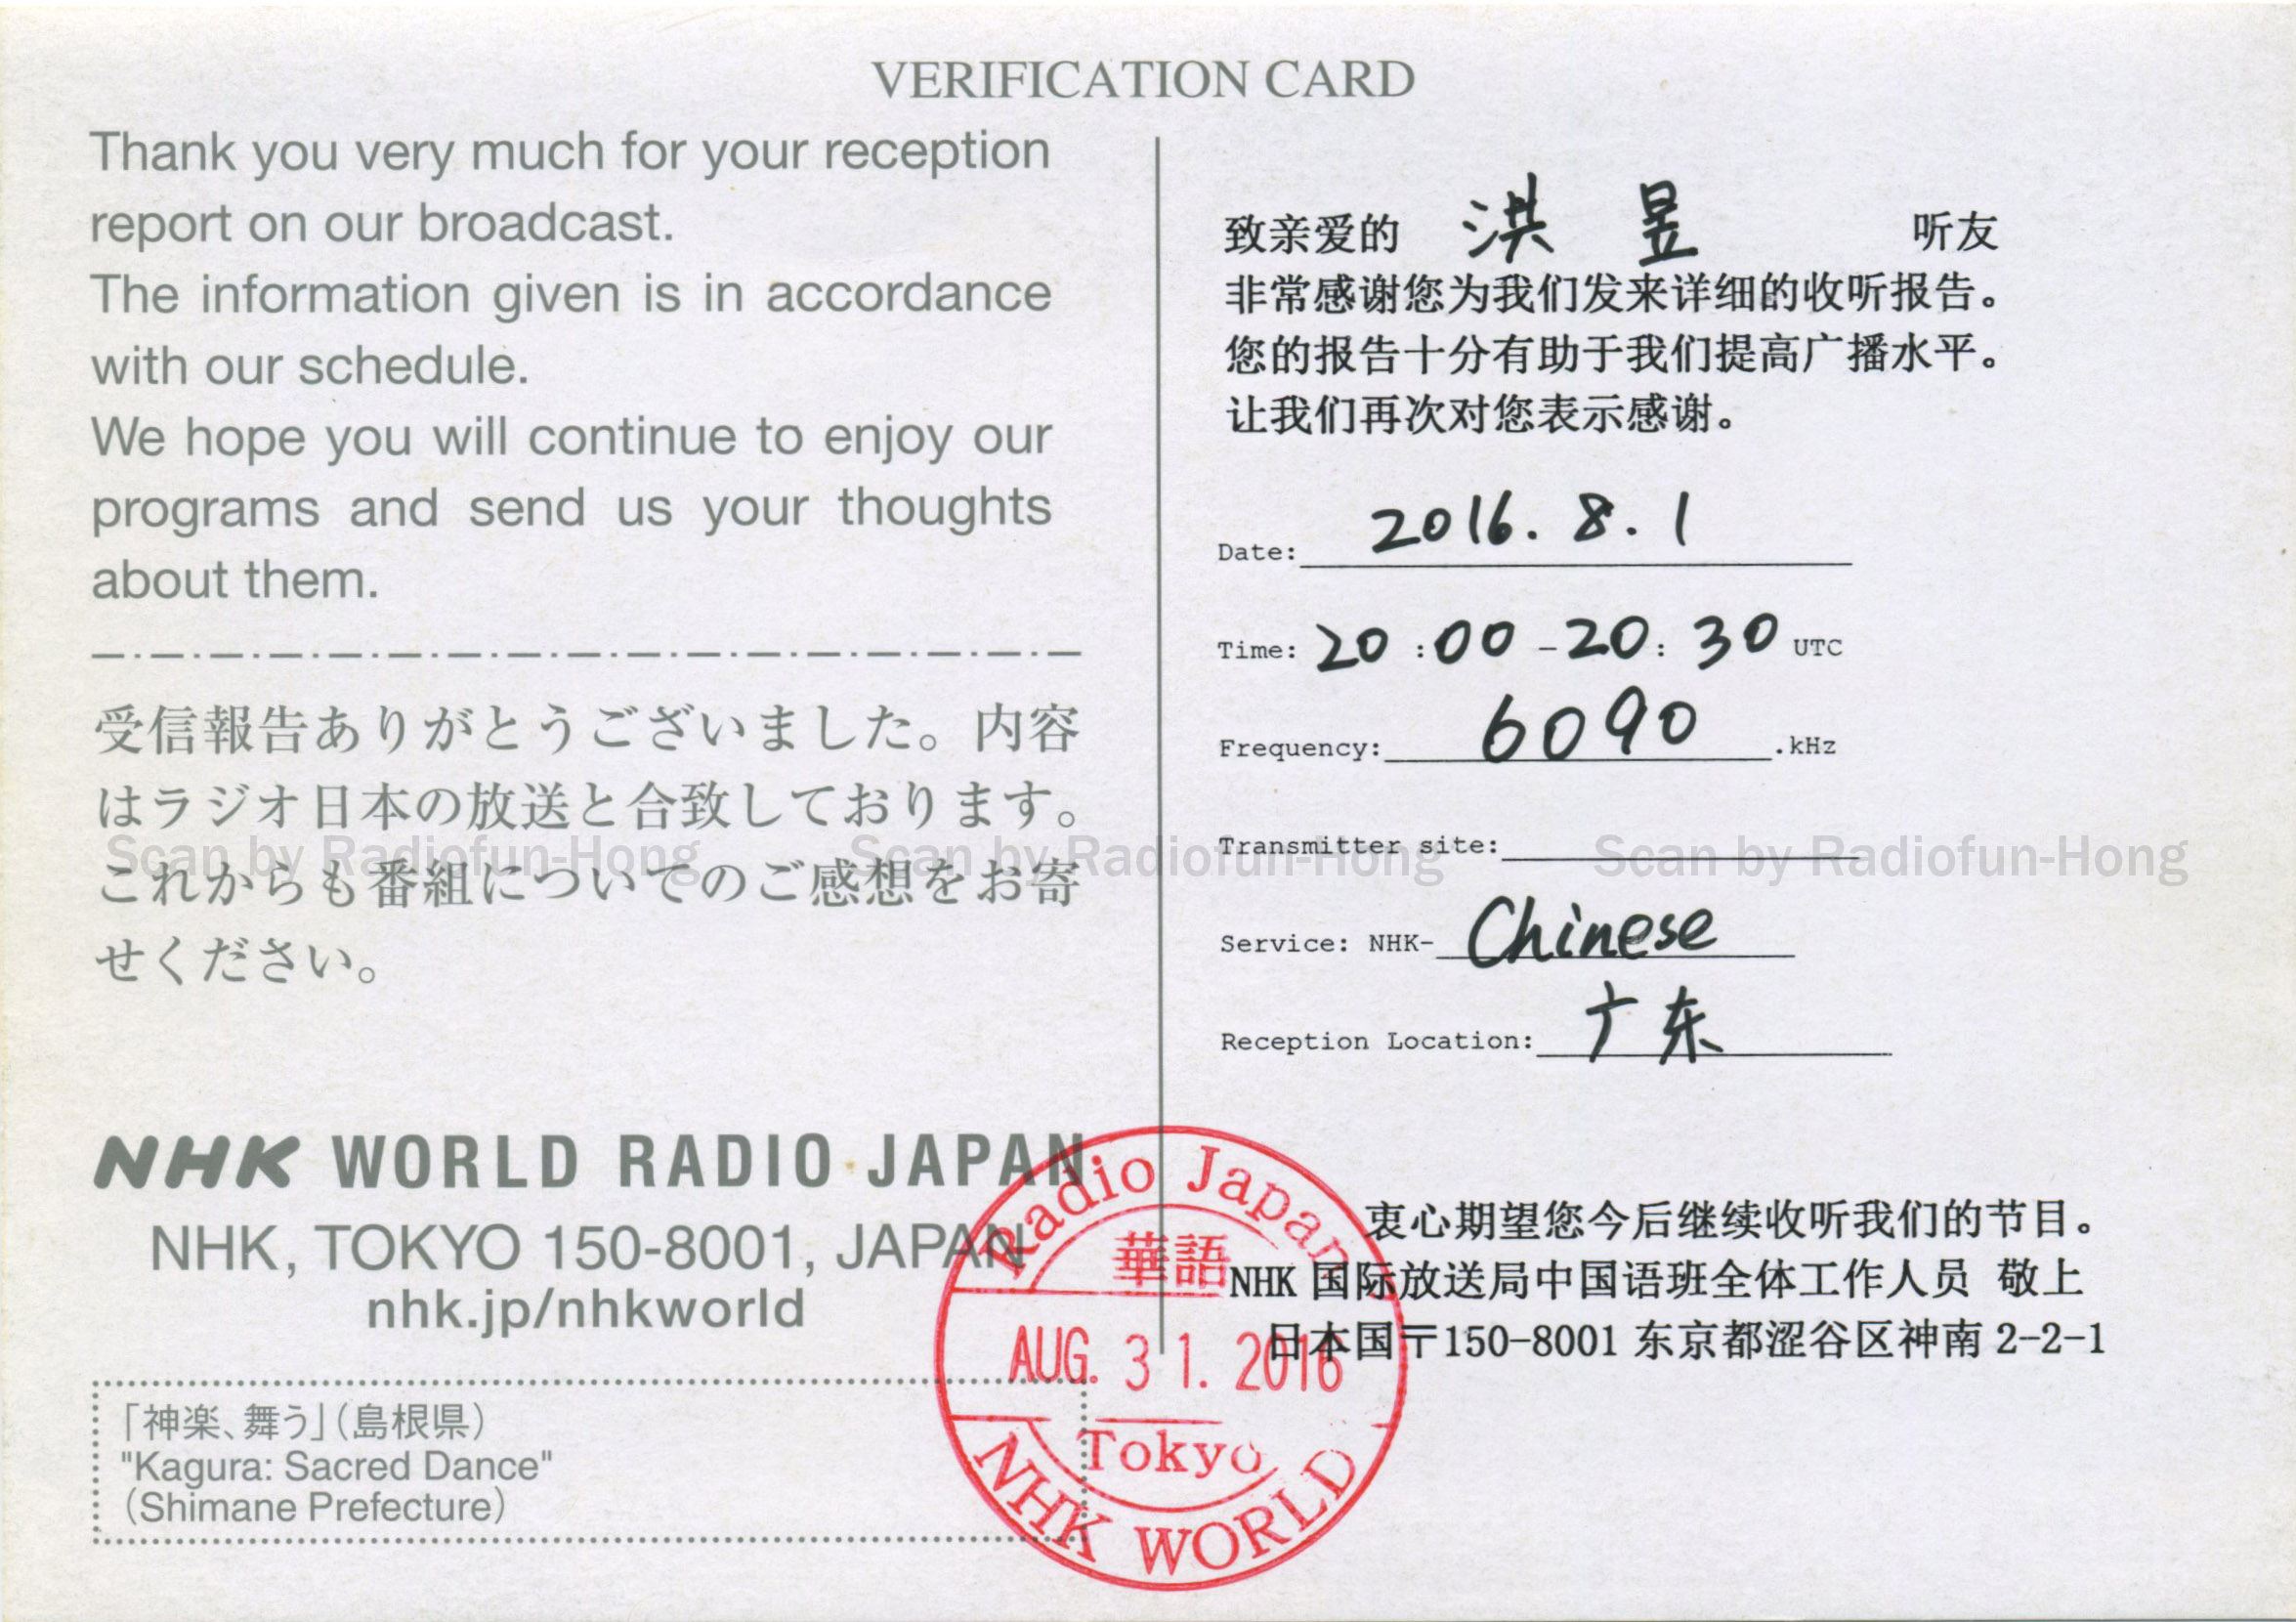 VERIFICATION CARD
Thank you very much for your reception
report on our broadcast.
The information given is in accordance
with our schedule.
We hope you will continue to enjoy our
programs and send us your thoughts
about them.
受信報告ありがとうございました。内容
はラジオ日本の放送と合致しております。
これからも番組についてのご感想をお寄
せください。
NHK WORLD RADIO JAPAN
NHK, TOKYO 150-8001, JAPAN
nhk.jp/nhkworld
「神楽、舞う」（島根県）
"Kagura: Sacred Dance"
（Shimane Prefecture）
致亲爱的 洪昱 听友
非常感谢您为我们发来详细的收听报告。
您的报告十分有助于我们提高广播水平。
让我们再次对您表示感谢。
Date: 2016. 8. 1
Time: 20:00-20:30 UTC
Frequency: 6090 .kHz
Transmitter site:
Service: NHK- Chinese
Reception Location: 广东
衷心期望您今后继续收听我们的节目。
NHK 国际放送局中国语班全体工作人员 敬上
日本国〒150-8001 东京都涩谷区神南 2-2-1
Radio Japan
華語
AUG. 31. 2016
Tokyo
NHK WORLD
Scan by Radiofun-Hong Scan by Radiofun-Hong Scan by Radiofun-Hong